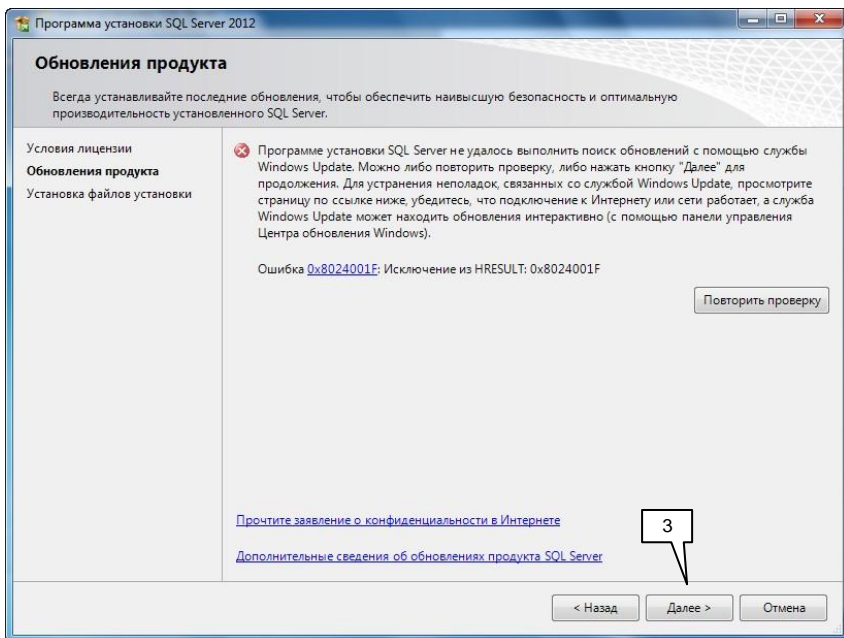 Программа установки SQL Server 2012
Обновления продукта
Всегда устанавливайте последние обновления, чтобы обеспечить наивысшую безопасность и оптимальную
производительность установленного SQL Server.
Условия лицензии
Обновления продукта
Установка файлов установки
Программе установки SQL Server не удалось выполнить поиск обновлений с помощью службы
Windows Update. Можно либо повторить проверку, либо нажать кнопку "Далее" для
продолжения. Для устранения неполадок, связанных со службой Windows Update, просмотрите
страницу по ссылке ниже, убедитесь, что подключение к Интернету или сети работает, а служба
Windows Update может находить обновления интерактивно (с помощью панели управления
Центра обновления Windows).
Ошибка 0x8024001F: Исключение из HRESULT: 0x8024001F
Повторить проверку
Прочтите заявление о конфиденциальности в Интернете
3
Дополнительные сведения об обновлениях продукта SQL Server
< Назад
Далее >
Отмена